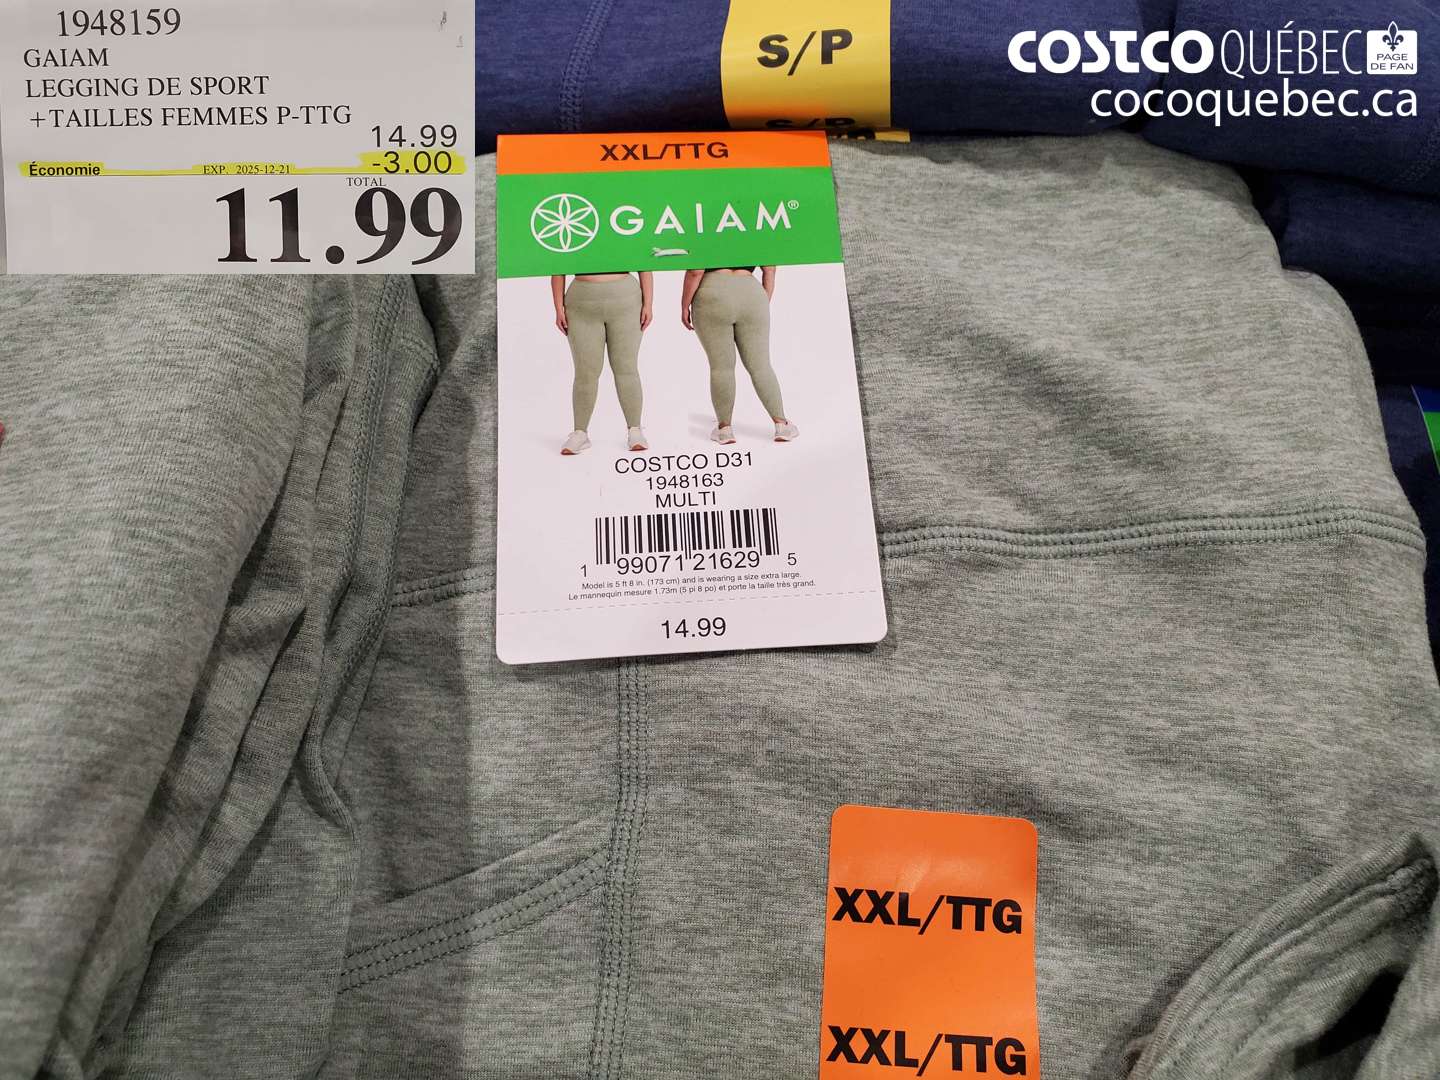 1948159
GAIAM
LEGGING DE SPORT
+TAILLES FEMMES P-TTG
14.99
Économie EXP. 2025-12-21 -3.00
TOTAL
11.99
S/P
S/P
COSTCO QUÉBEC PAGE DE FAN
cocoquebec.ca
XXL/TTG
GAIAM®
COSTCO D31
1948163
MULTI
1 99071 21629 5
Model is 5 ft 8 in. (173 cm) and is wearing a size extra large.
Le mannequin mesure 1.73m (5 pi 8 po) et porte la taille très grand.
14.99
XXL/TTG
XXL/TTG